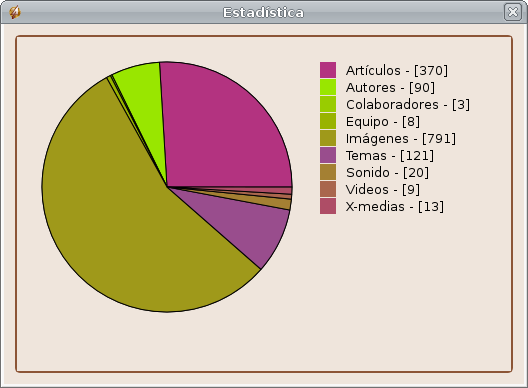 Estadística
Artículos - [370]
Autores - [90]
Colaboradores - [3]
Equipo - [8]
Imágenes - [791]
Temas - [121]
Sonido - [20]
Videos - [9]
X-medias - [13]